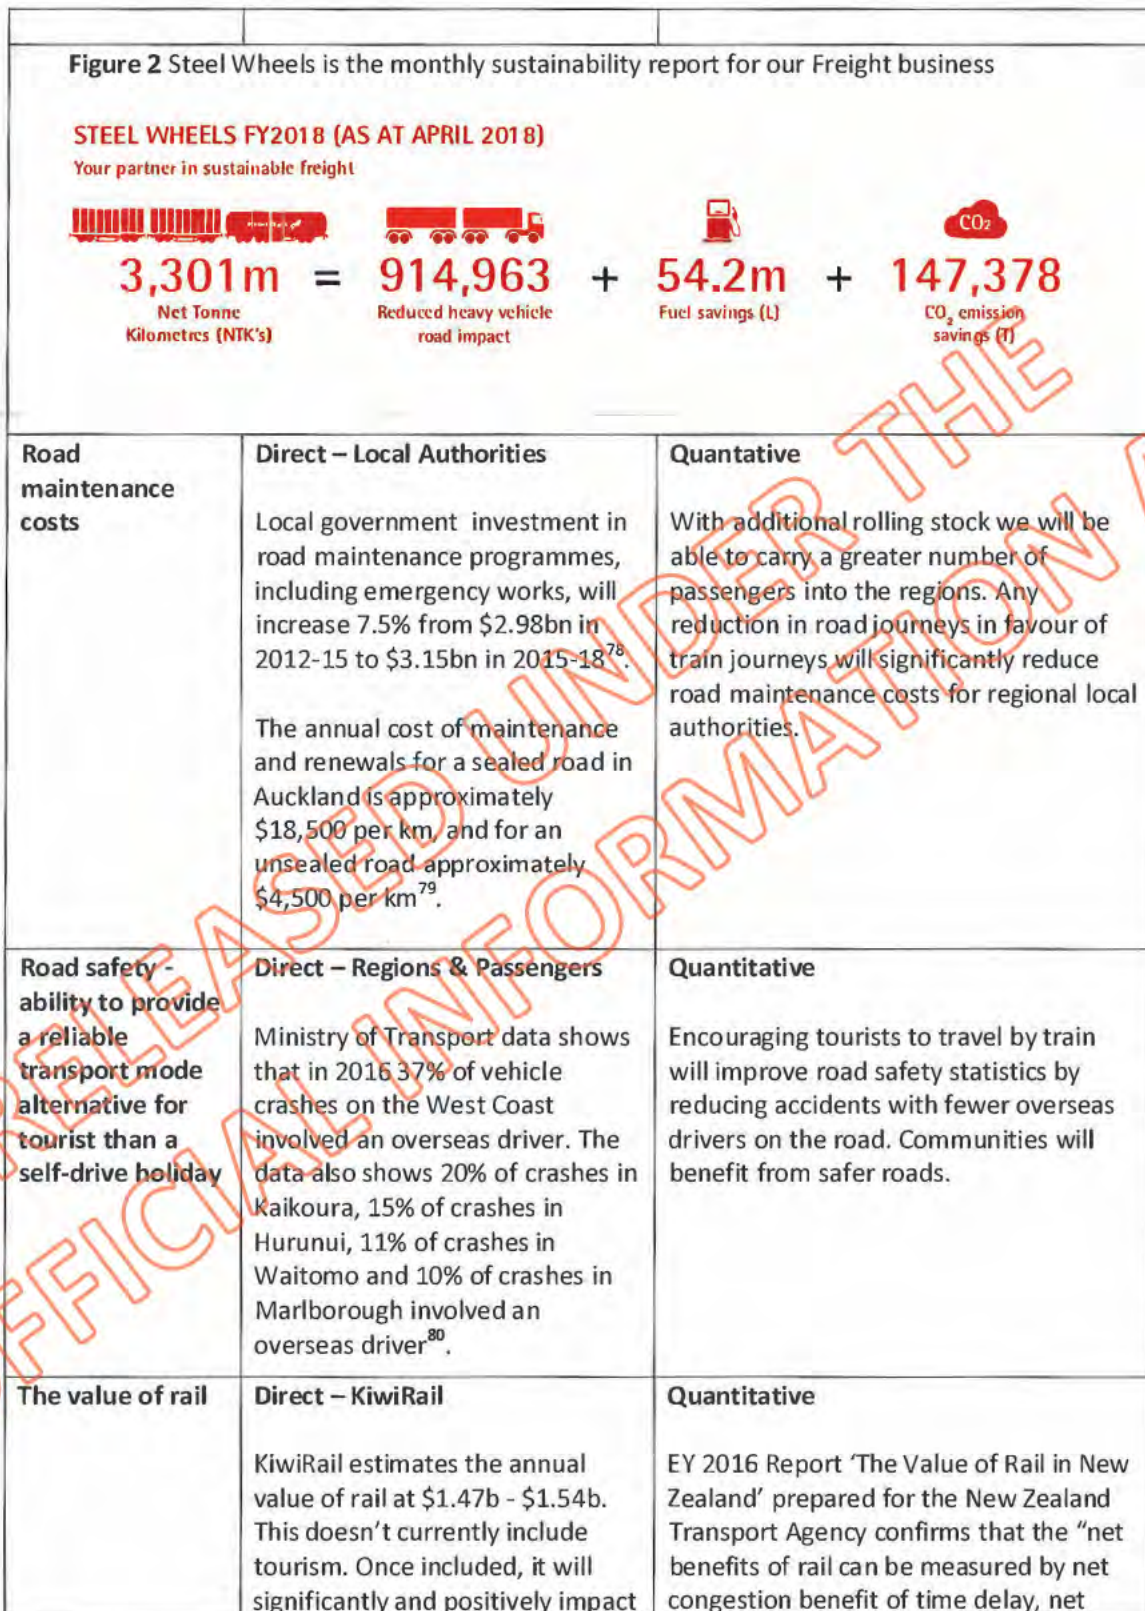 Figure 2 Steel Wheels is the monthly sustainability report for our Freight business
STEEL WHEELS FY2018 (AS AT APRIL 2018)
Your partner in sustainable freight
CO₂
3,301m = 914,963 + 54.2m + 147,378
Net Tonne
Kilometres (NTK's)
Reduced heavy vehicle
road impact
Fuel savings (L)
CO₂ emission
savings (T)
Road
maintenance
costs
Direct – Local Authorities
Local government investment in
road maintenance programmes,
including emergency works, will
increase 7.5% from $2.98bn in
2012-15 to $3.15bn in 2015-18⁷⁸.
The annual cost of maintenance
and renewals for a sealed road in
Auckland is approximately
$18,500 per km, and for an
unsealed road approximately
$4,500 per km⁷⁹.
Quantative
With additional rolling stock we will be
able to carry a greater number of
passengers into the regions. Any
reduction in road journeys in favour of
train journeys will significantly reduce
road maintenance costs for regional local
authorities.
Road safety -
ability to provide
a reliable
transport mode
alternative for
tourist than a
self-drive holiday
Direct – Regions & Passengers
Ministry of Transport data shows
that in 2016 37% of vehicle
crashes on the West Coast
involved an overseas driver. The
data also shows 20% of crashes in
Kaikoura, 15% of crashes in
Hurunui, 11% of crashes in
Waitomo and 10% of crashes in
Marlborough involved an
overseas driver⁸⁰.
Quantitative
Encouraging tourists to travel by train
will improve road safety statistics by
reducing accidents with fewer overseas
drivers on the road. Communities will
benefit from safer roads.
The value of rail
Direct – KiwiRail
KiwiRail estimates the annual
value of rail at $1.47b - $1.54b.
This doesn't currently include
tourism. Once included, it will
significantly and positively impact
Quantitative
EY 2016 Report 'The Value of Rail in New
Zealand' prepared for the New Zealand
Transport Agency confirms that the "net
benefits of rail can be measured by net
congestion benefit of time delay, net
RELEASED UNDER THE
OFFICIAL INFORMATION A